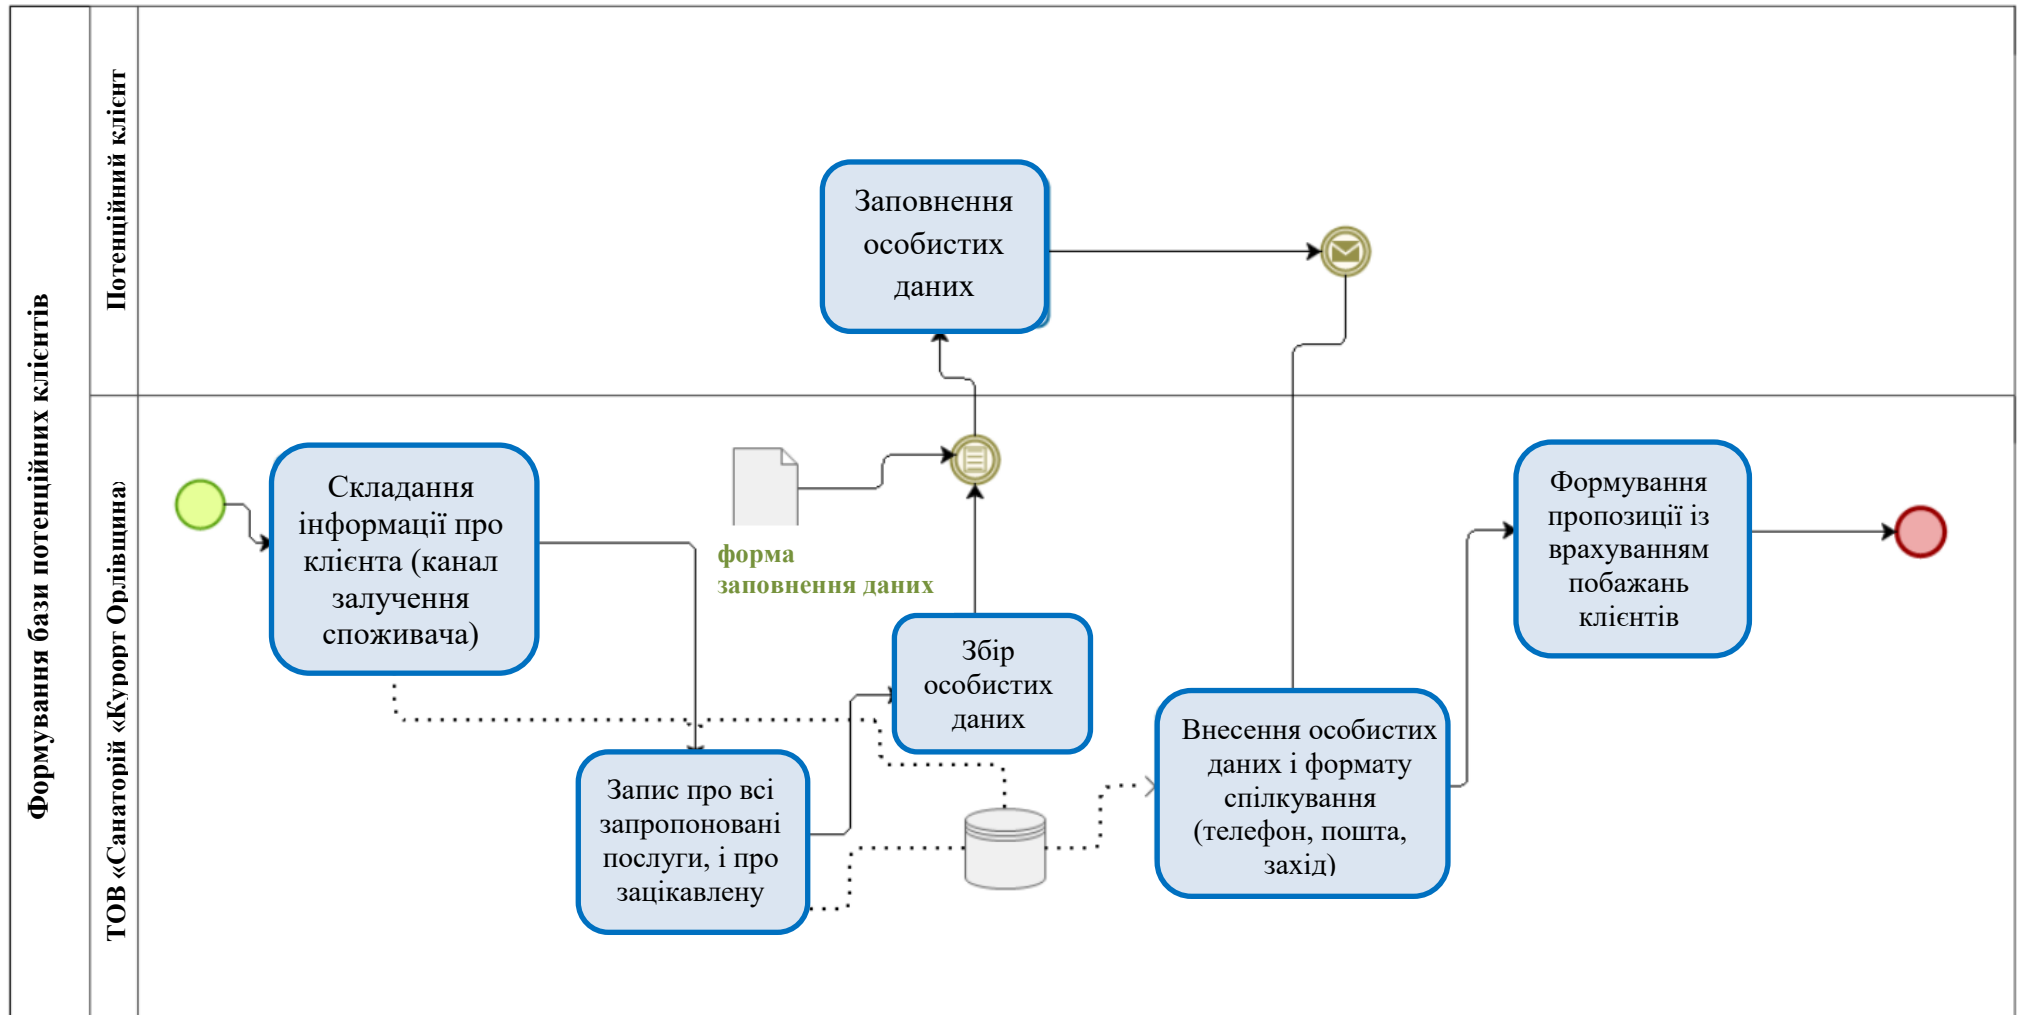 Формування бази потенційних клієнтів
Потенційний клієнт
Заповнення
особистих
даних
ТОВ «Санаторій «Курорт Орлівщина»
Складання
інформації про
клієнта (канал
залучення
споживача)
форма
заповнення даних
Збір
особистих
даних
Запис про всі
запропоновані
послуги, і про
зацікавлену
Внесення особистих
даних і формату
спілкування
(телефон, пошта,
захід)
Формування
пропозиції із
врахуванням
побажань
клієнтів